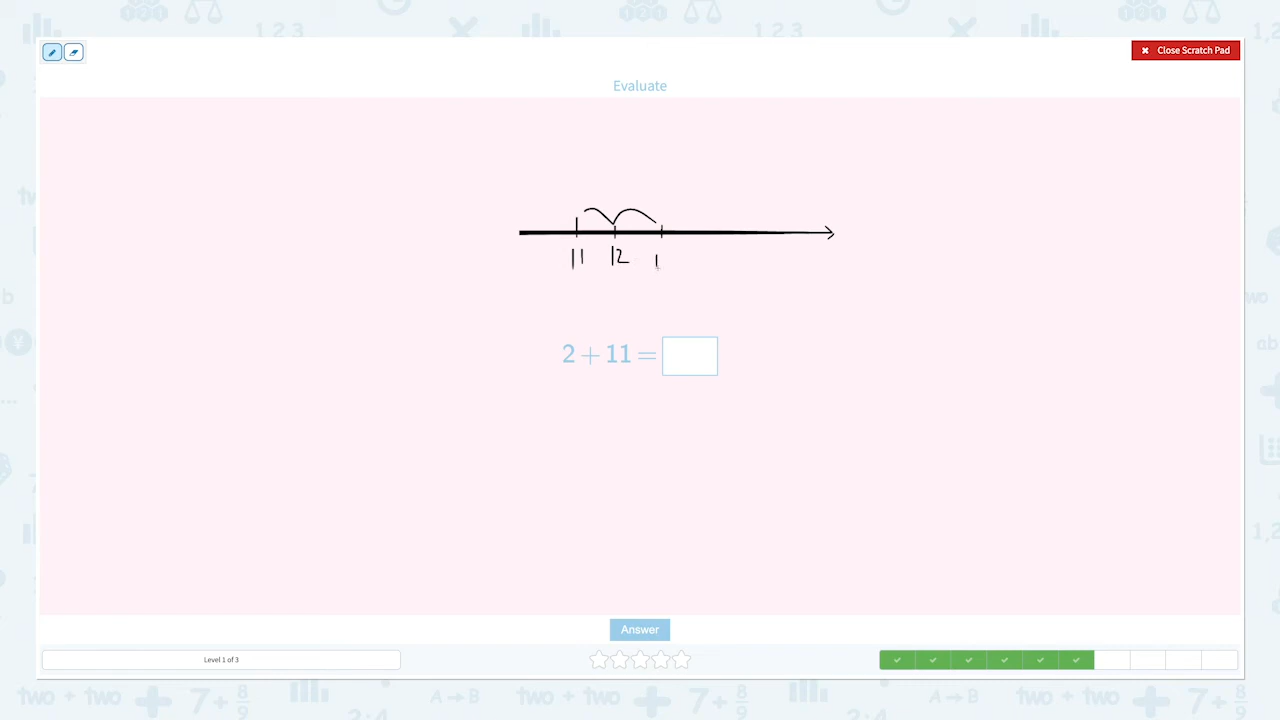 Close Scratch Pad
Evaluate
11 12 1
2 + 11 =
Answer
Level 1 of 3